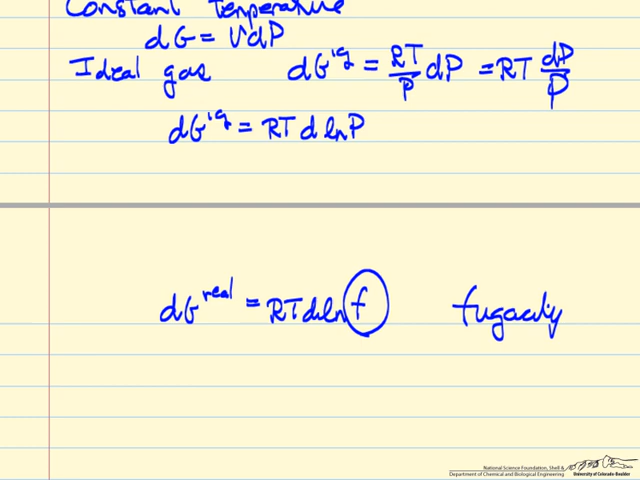 Constant Temperature
dG = VdP
Ideal gas dG^ig = RT/P dP = RT dP/P
dG^ig = RT d ln P
dG^real = RT d ln f fugacity
National Science Foundation, Shell &
Department of Chemical and Biological Engineering University of Colorado Boulder